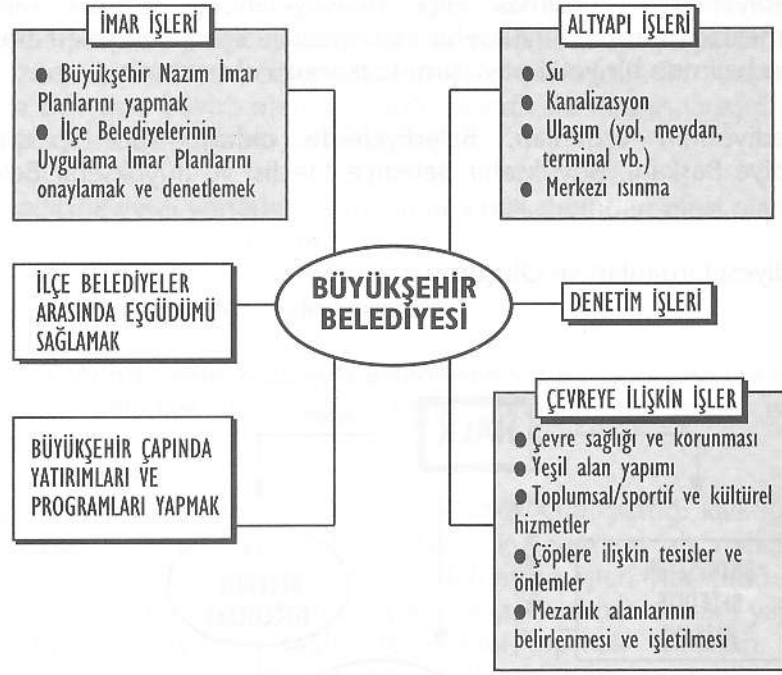 İMAR İŞLERİ
● Büyükşehir Nazım İmar
Planlarını yapmak
● İlçe Belediyelerinin
Uygulama İmar Planlarını
onaylamak ve denetlemek
ALTYAPI İŞLERİ
● Su
● Kanalizasyon
● Ulaşım (yol, meydan,
terminal vb.)
● Merkezi ısınma
İLÇE BELEDİYELER
ARASINDA EŞGÜDÜMÜ
SAĞLAMAK
BÜYÜKŞEHİR
BELEDİYESİ
DENETİM İŞLERİ
BÜYÜKŞEHİR ÇAPINDA
YATIRIMLARI VE
PROGRAMLARI YAPMAK
ÇEVREYE İLİŞKİN İŞLER
● Çevre sağlığı ve korunması
● Yeşil alan yapımı
● Toplumsal/sportif ve kültürel
hizmetler
● Çöplere ilişkin tesisler ve
önlemler
● Mezarlık alanlarının
belirlenmesi ve işletilmesi